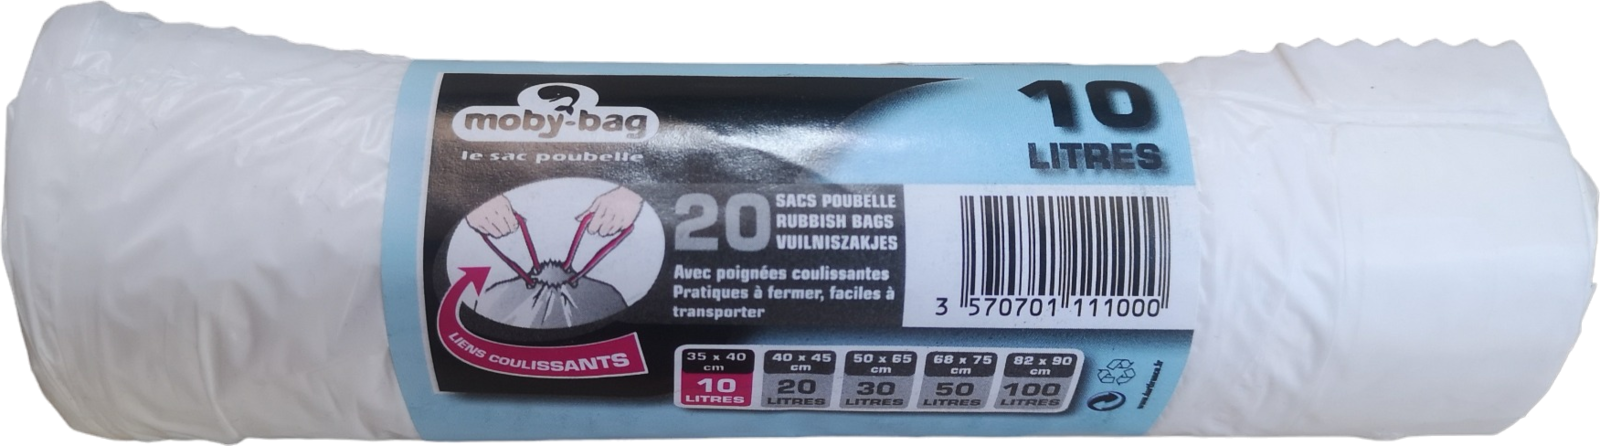 moby-bag
le sac poubelle
10
LITRES
20
SACS POUBELLE
RUBBISH BAGS
VUILNISZAKJES
Avec poignées coulissantes
Pratiques à fermer, faciles à
transporter
LIENS COULISSANTS
3 570701 111000
35 x 40
cm
10
LITRES
40 x 45
cm
20
LITRES
50 x 65
cm
30
LITRES
68 x 75
cm
50
LITRES
82 x 90
cm
100
LITRES